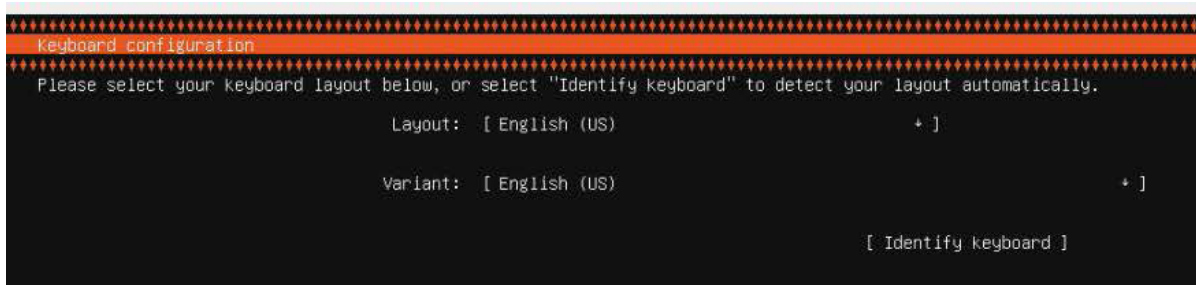 Keyboard configuration
Please select your keyboard layout below, or select "Identify keyboard" to detect your layout automatically.
Layout: [ English (US) ↓ ]
Variant: [ English (US) ↓ ]
[ Identify keyboard ]